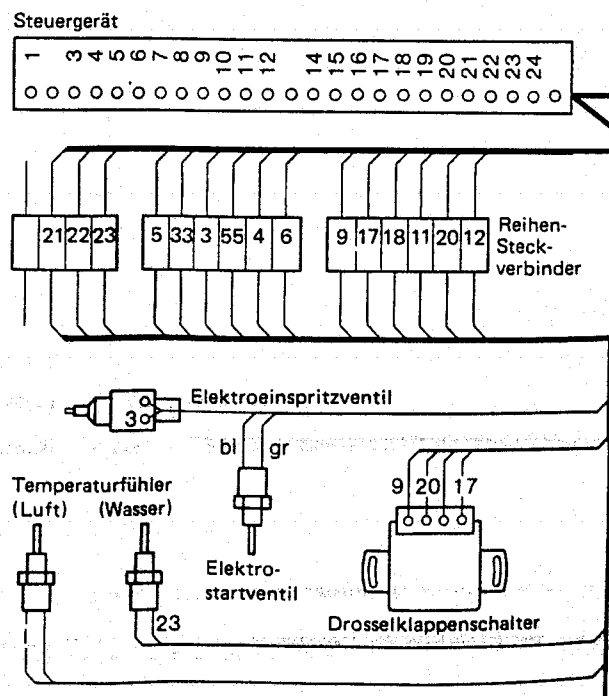 Steuergerät
1 3 4 5 6 7 8 9 10 11 12 14 15 16 17 18 19 20 21 22 23 24
21 22 23 5 33 3 55 4 6 9 17 18 11 20 12
Reihen-
Steck-
verbinder
Elektroeinspritzventil
3
bl gr
9 20 17
Temperaturfühler
(Luft) (Wasser)
Elektro-
startventil
23
Drosselklappenschalter